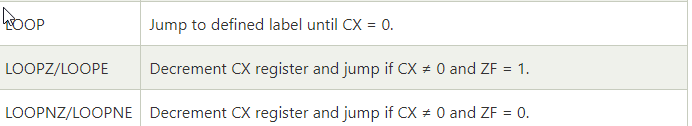 LOOP Jump to defined label until CX = 0.
LOOPZ/LOOPE Decrement CX register and jump if CX ≠ 0 and ZF = 1.
LOOPNZ/LOOPNE Decrement CX register and jump if CX ≠ 0 and ZF = 0.